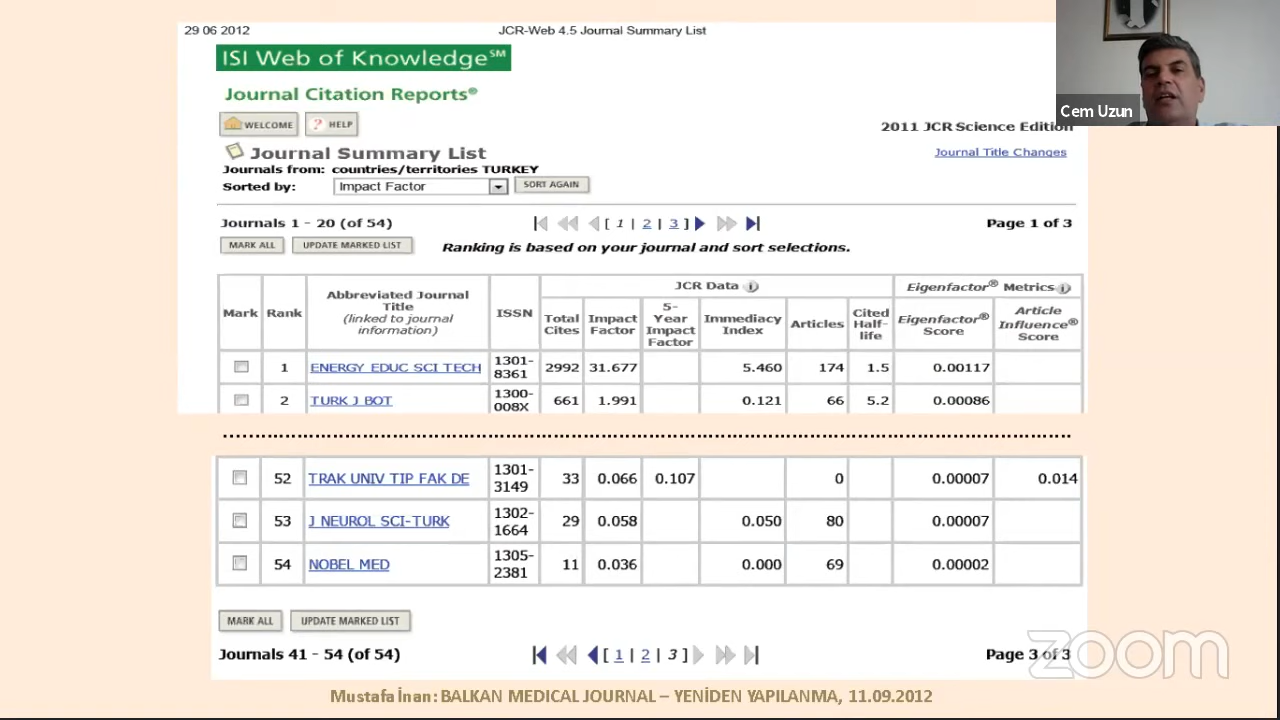 29 06 2012
JCR-Web 4.5 Journal Summary List
ISI Web of Knowledge℠
Journal Citation Reports®
WELCOME
? HELP
Cem Uzun
2011 JCR Science Edition
Journal Summary List
Journal Title Changes
Journals from: countries/territories TURKEY
Sorted by: Impact Factor SORT AGAIN
Journals 1 - 20 (of 54) [ 1 | 2 | 3 ] Page 1 of 3
MARK ALL UPDATE MARKED LIST Ranking is based on your journal and sort selections.
Mark
Rank
Abbreviated Journal
Title
(linked to journal
information)
ISSN
JCR Data i
Total
Cites
Impact
Factor
5-
Year
Impact
Factor
Immediacy
Index
Articles
Cited
Half-
life
Eigenfactor® Metrics i
Eigenfactor®
Score
Article
Influence®
Score
1 ENERGY EDUC SCI TECH 1301- 2992 31.677 5.460 174 1.5 0.00117
8361
2 TURK J BOT 1300- 661 1.991 0.121 66 5.2 0.00086
008X
52 TRAK UNIV TIP FAK DE 1301- 33 0.066 0.107 0 0.00007 0.014
3149
53 J NEUROL SCI-TURK 1302- 29 0.058 0.050 80 0.00007
1664
54 NOBEL MED 1305- 11 0.036 0.000 69 0.00002
2381
MARK ALL UPDATE MARKED LIST
Journals 41 - 54 (of 54) [ 1 | 2 | 3 ] Page 3 of 3
zoom
Mustafa İnan: BALKAN MEDICAL JOURNAL – YENİDEN YAPILANMA, 11.09.2012